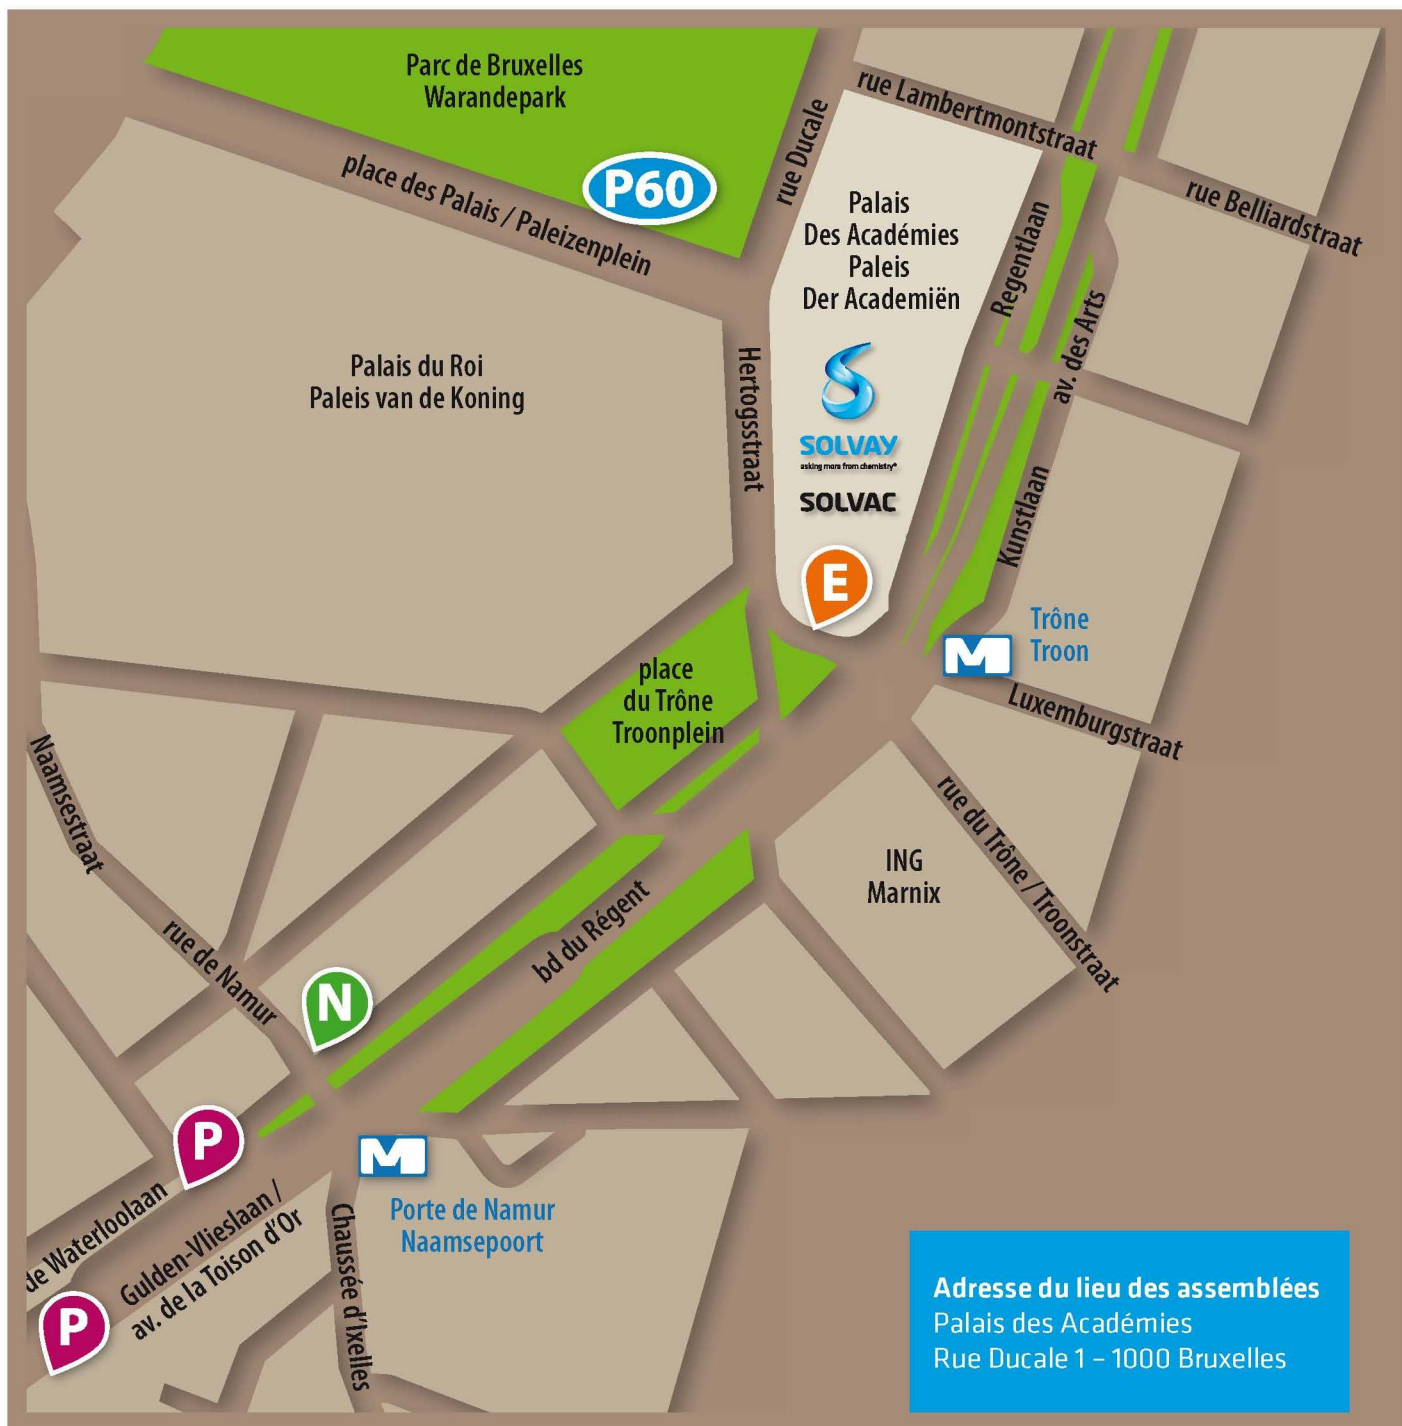 Parc de Bruxelles
Warandepark
rue Lambertmontstraat
rue Ducale
place des Palais / Paleizenplein
P60
rue Belliardstraat
Palais
Des Académies
Paleis
Der Academiën
Regentlaan
av. des Arts
Palais du Roi
Paleis van de Koning
Hertogsstraat
SOLVAY
asking more from chemistry®
SOLVAC
Kunstlaan
E
Trône
Troon
M
place
du Trône
Troonplein
Luxemburgstraat
Naamsestraat
rue du Trône / Troonstraat
ING
Marnix
rue de Namur
bd du Régent
N
P
M
Porte de Namur
Naamsepoort
de Waterloolaan
Gulden-Vlieslaan /
av. de la Toison d'Or
Chaussée d'Ixelles
P
Adresse du lieu des assemblées
Palais des Académies
Rue Ducale 1 – 1000 Bruxelles